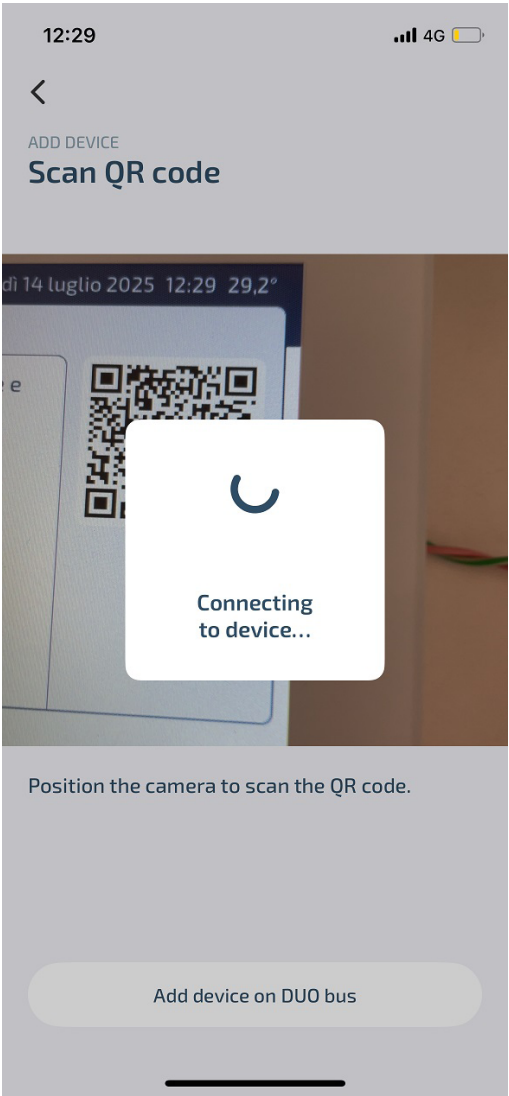 12:29
4G
ADD DEVICE
Scan QR code
dì 14 luglio 2025 12:29 29,2°
e e
Connecting
to device...
Position the camera to scan the QR code.
Add device on DUO bus